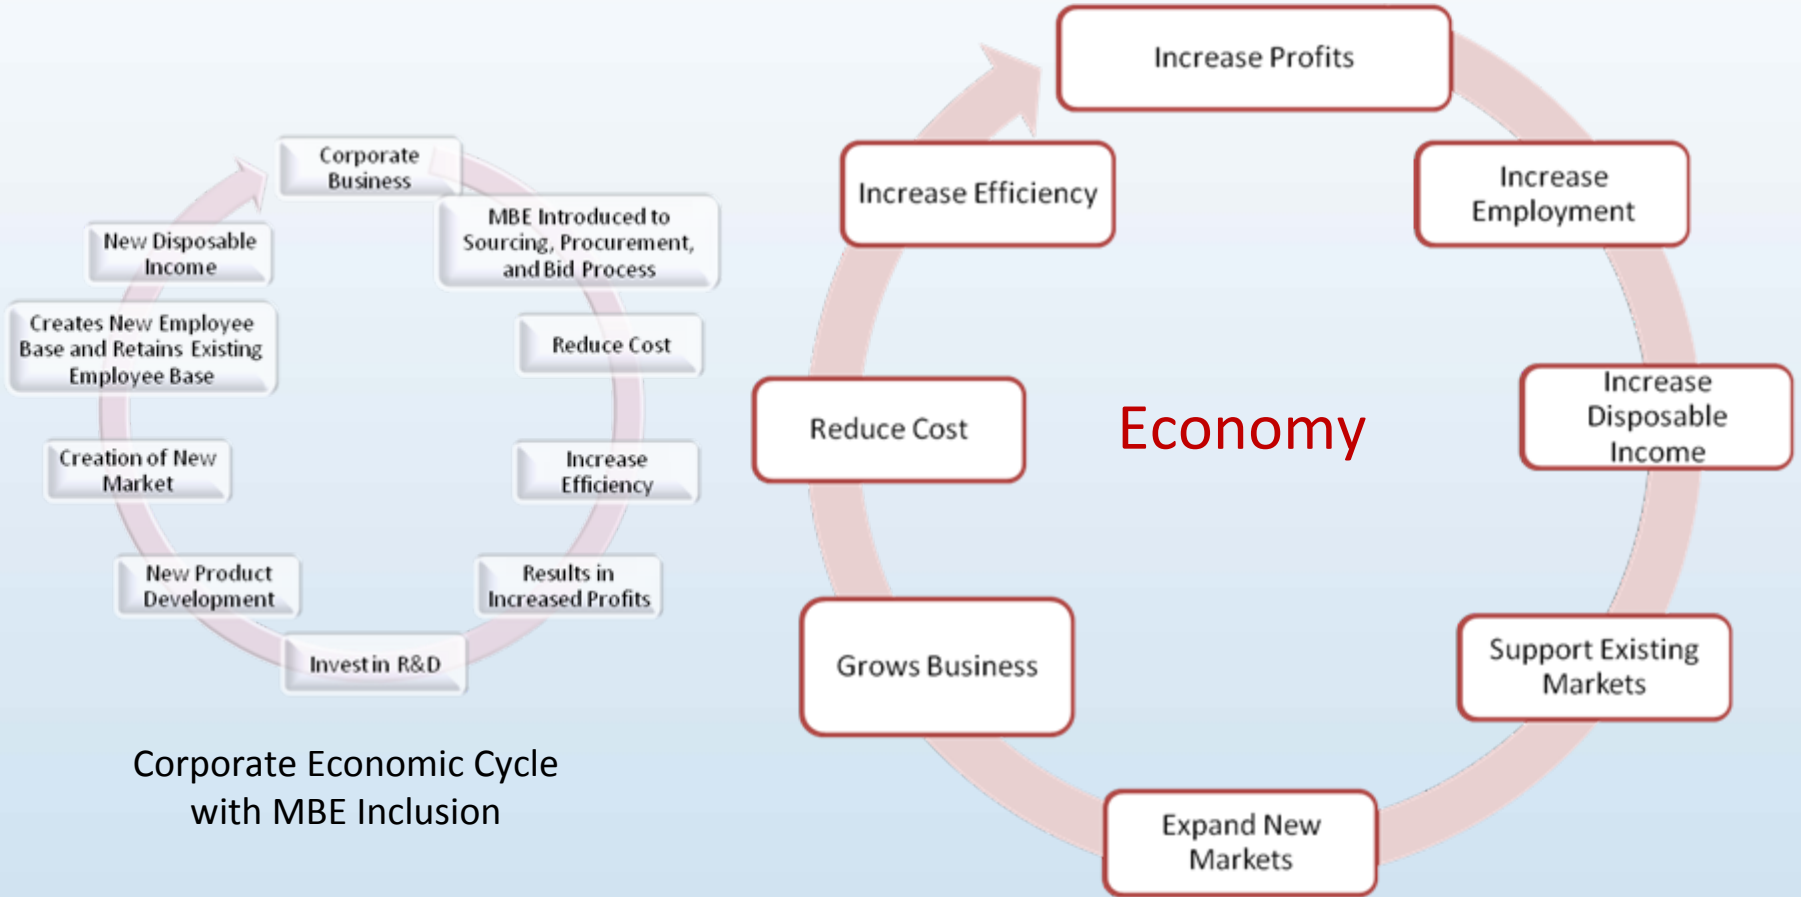 Corporate
Business
MBE Introduced to
Sourcing, Procurement,
and Bid Process
Reduce Cost
Increase
Efficiency
Results in
Increased Profits
Invest in R&D
New Product
Development
Creation of New
Market
Creates New Employee
Base and Retains Existing
Employee Base
New Disposable
Income
Corporate Economic Cycle
with MBE Inclusion
Increase Profits
Increase
Employment
Increase
Disposable
Income
Support Existing
Markets
Expand New
Markets
Grows Business
Reduce Cost
Increase Efficiency
Economy